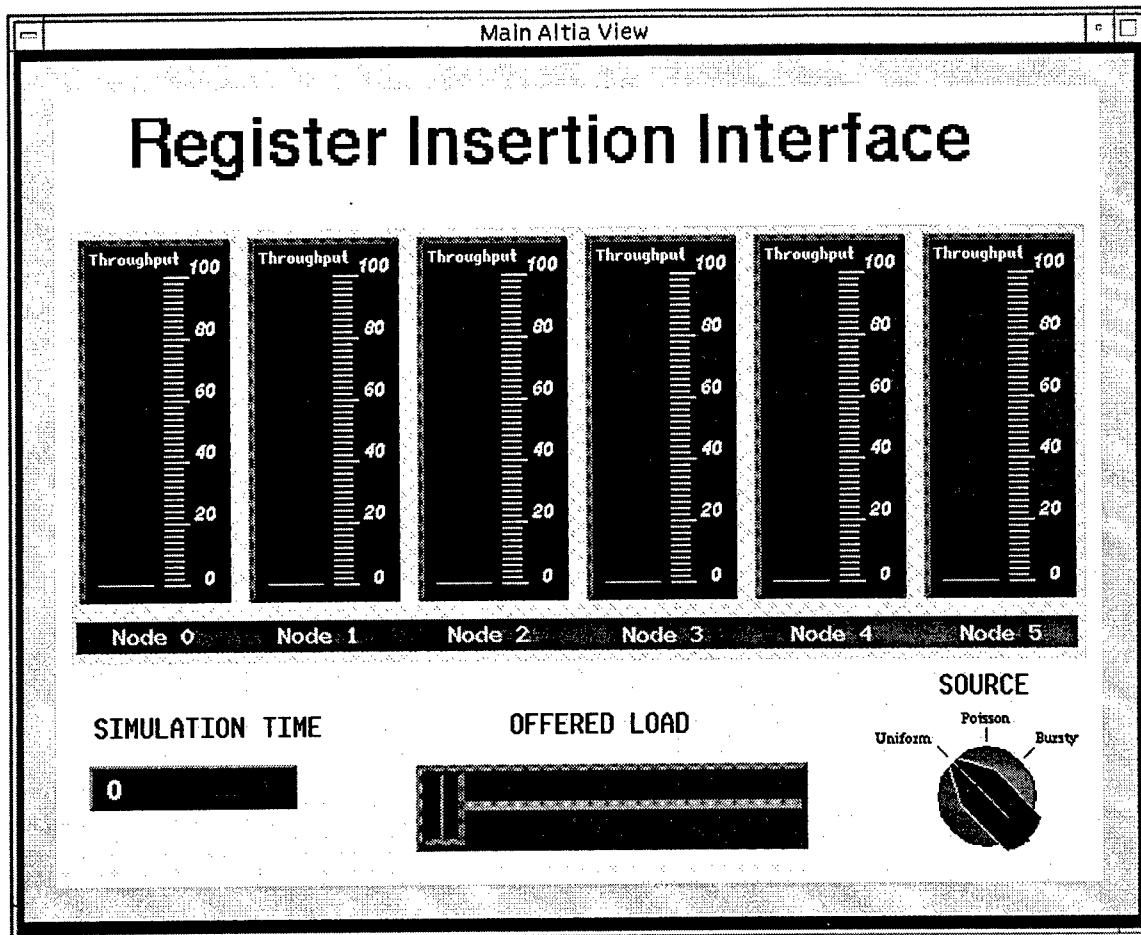 Main Altia View
Register Insertion Interface
Throughput 100 Throughput 100 Throughput 100 Throughput 100 Throughput 100 Throughput 100
80 80 80 80 80 80
60 60 60 60 60 60
40 40 40 40 40 40
20 20 20 20 20 20
0 0 0 0 0 0
Node 0 Node 1 Node 2 Node 3 Node 4 Node 5
SIMULATION TIME
0
OFFERED LOAD
SOURCE
Uniform Poisson Bursty